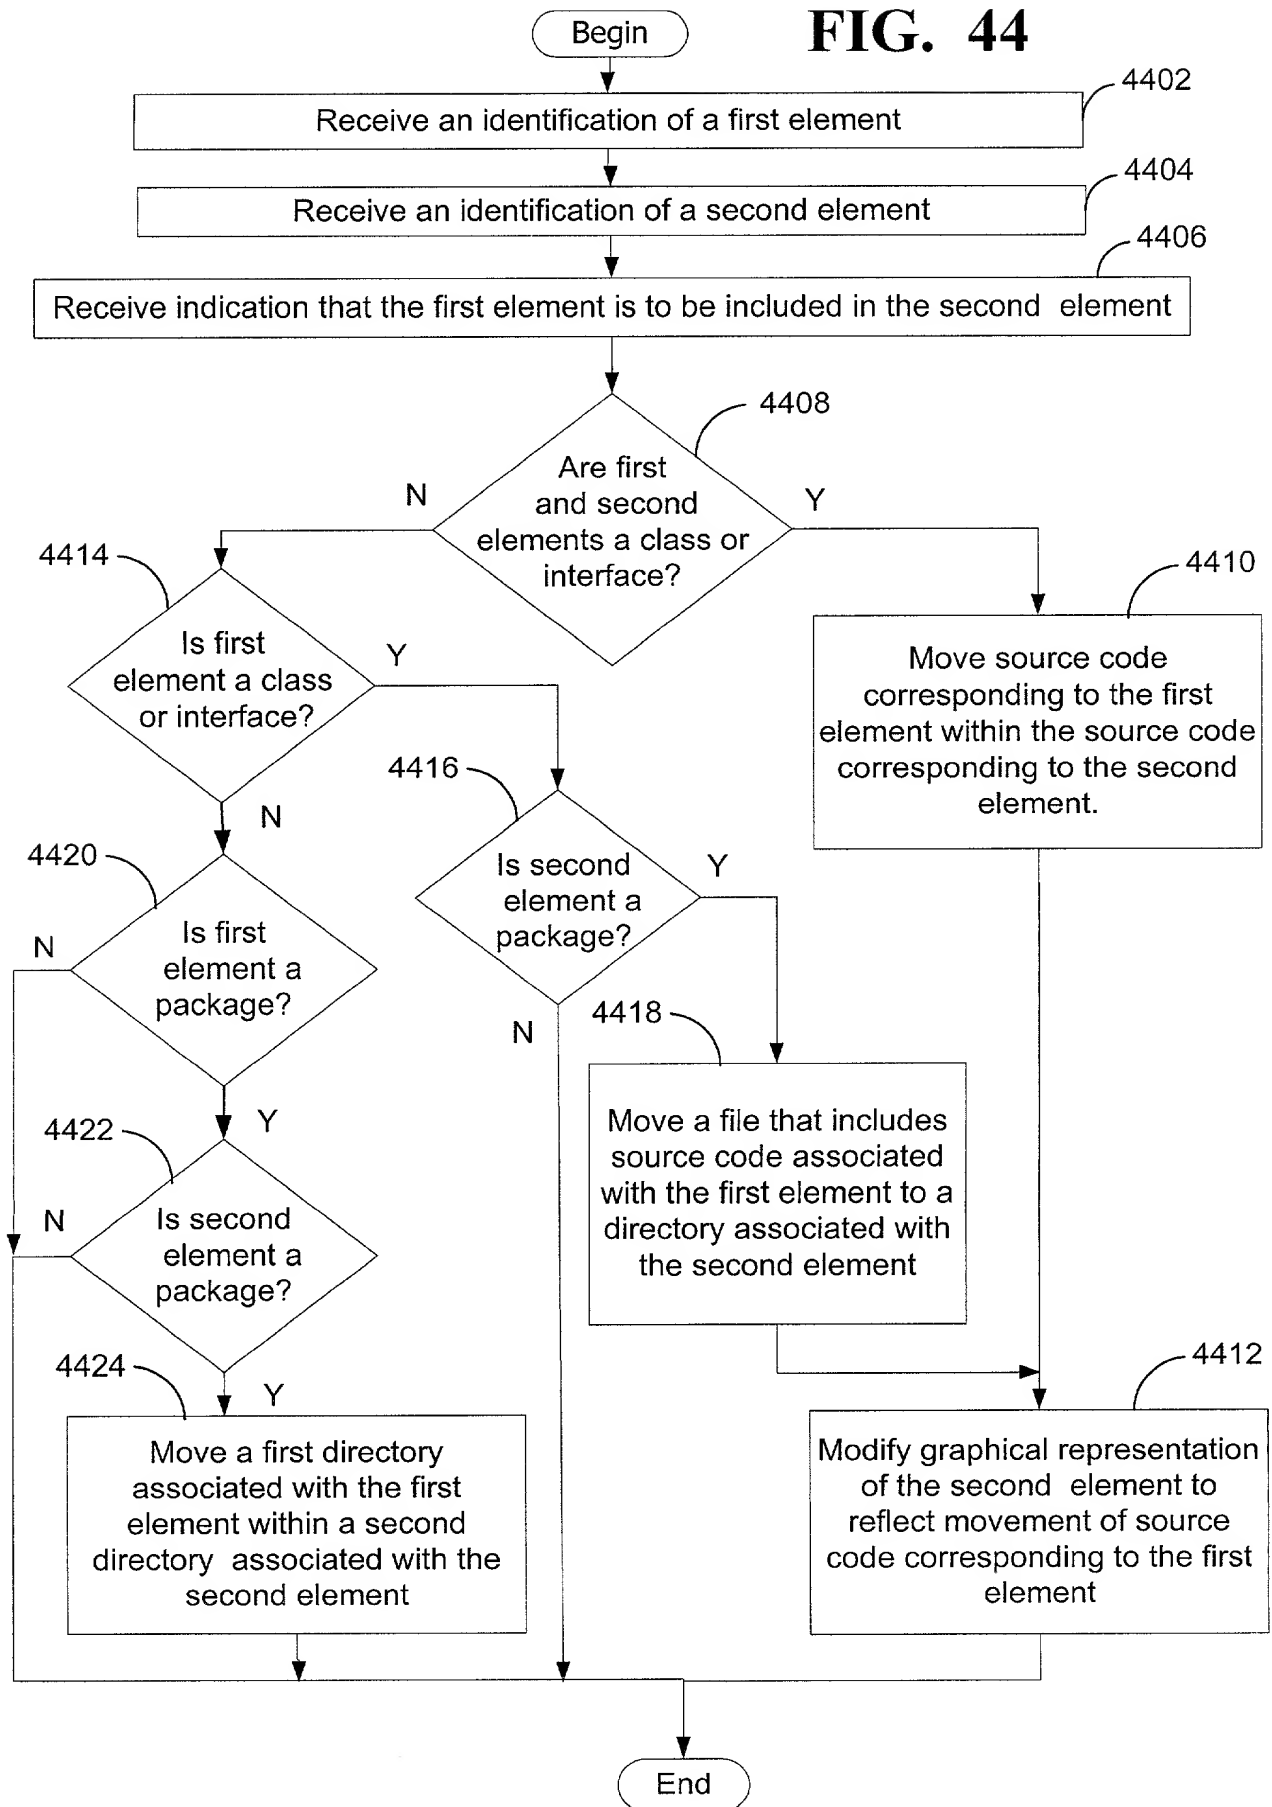 Begin
FIG. 44
4402
Receive an identification of a first element
4404
Receive an identification of a second element
4406
Receive indication that the first element is to be included in the second element
4408
Are first
and second
elements a class or
interface?
N
Y
4414
Is first
element a class
or interface?
Y
N
4410
Move source code
corresponding to the first
element within the source code
corresponding to the second
element.
4416
Is second
element a
package?
Y
N
4420
Is first
element a
package?
N
Y
4418
Move a file that includes
source code associated
with the first element to a
directory associated with
the second element
4422
Is second
element a
package?
N
Y
4424
Move a first directory
associated with the first
element within a second
directory associated with the
second element
4412
Modify graphical representation
of the second element to
reflect movement of source
code corresponding to the first
element
End